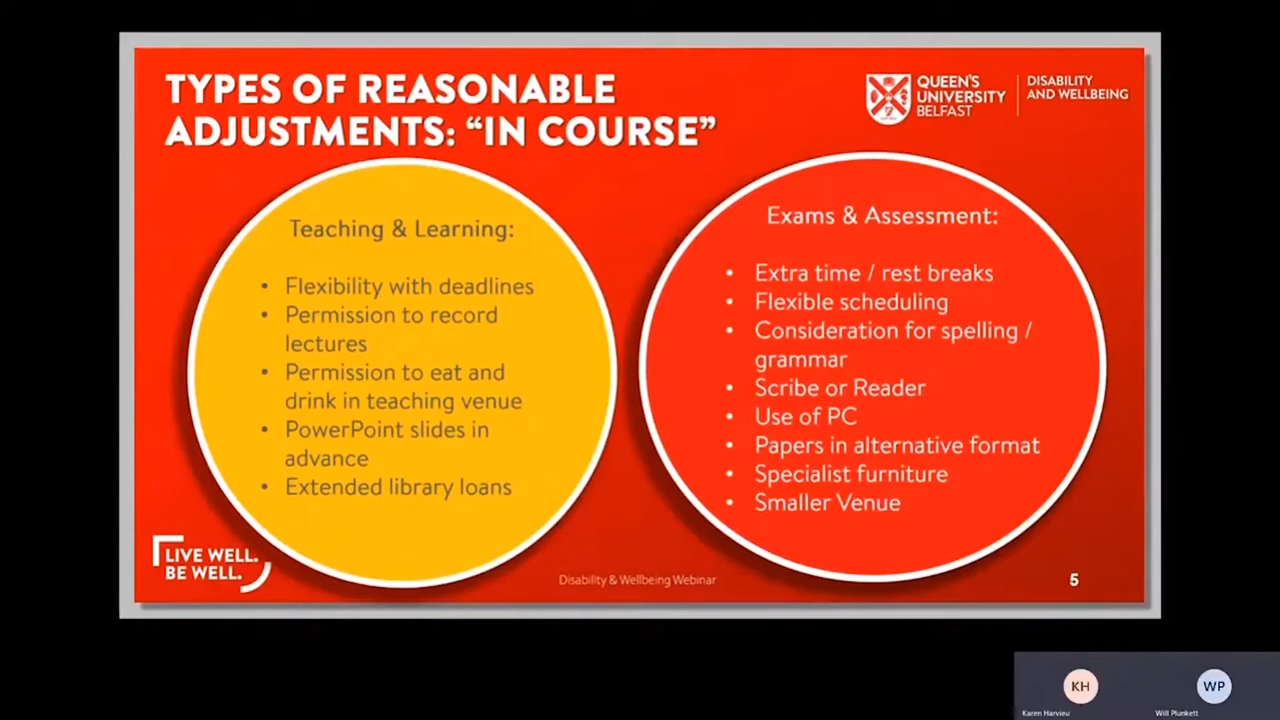 TYPES OF REASONABLE
ADJUSTMENTS: “IN COURSE”
QUEEN'S
UNIVERSITY
BELFAST
DISABILITY
AND WELLBEING
Teaching & Learning:
• Flexibility with deadlines
• Permission to record
lectures
• Permission to eat and
drink in teaching venue
• PowerPoint slides in
advance
• Extended library loans
Exams & Assessment:
• Extra time / rest breaks
• Flexible scheduling
• Consideration for spelling /
grammar
• Scribe or Reader
• Use of PC
• Papers in alternative format
• Specialist furniture
• Smaller Venue
LIVE WELL.
BE WELL.
Disability & Wellbeing Webinar
5
KH
WP
Karen Harvieu
Will Plunkett